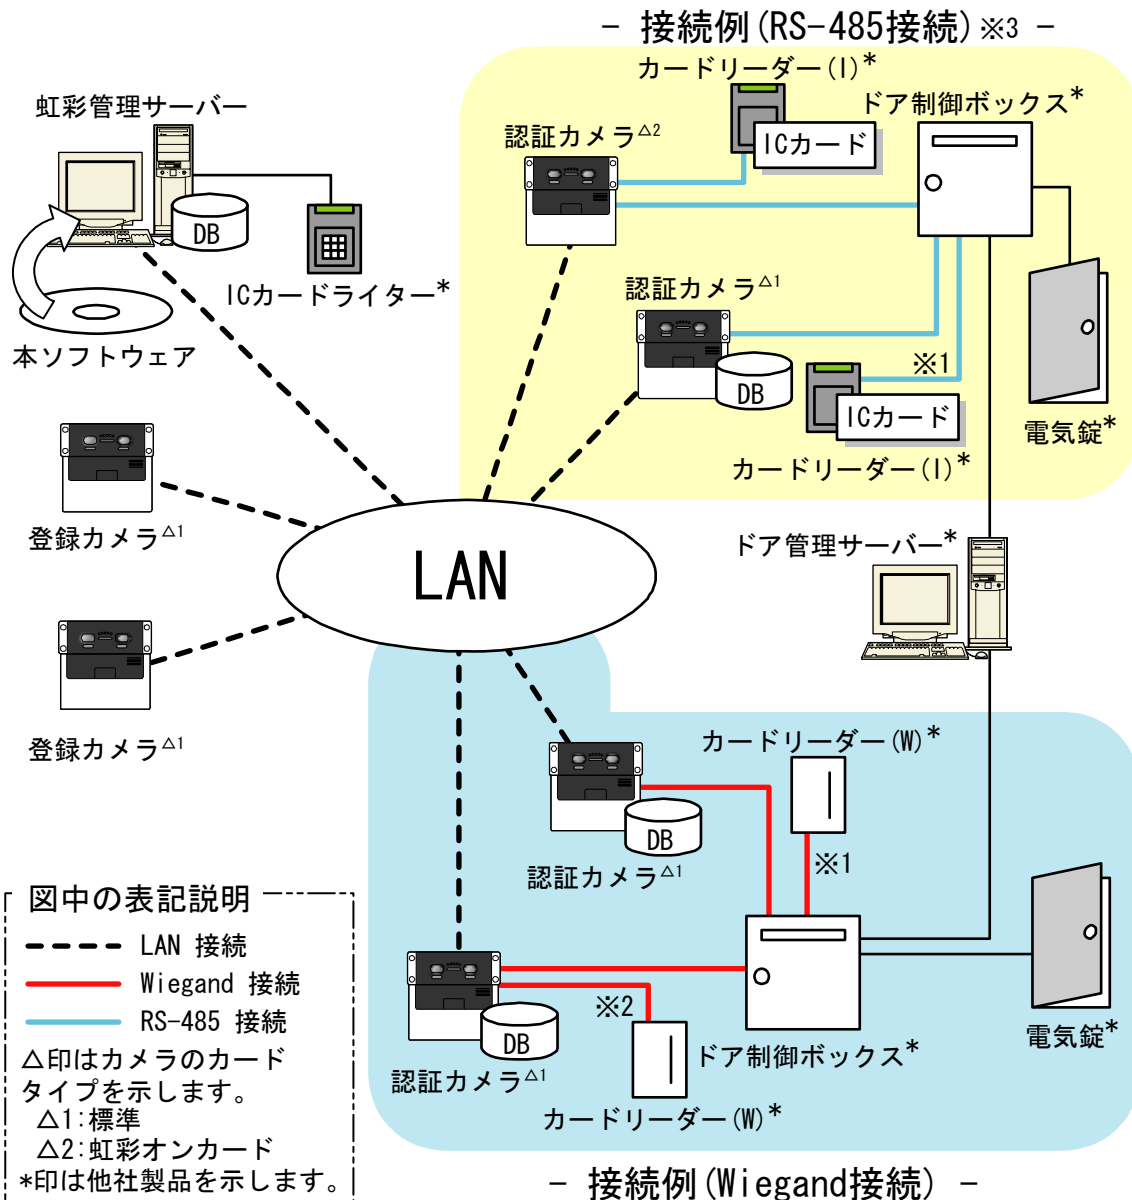 - 接続例(RS-485接続)※3 -
カードリーダー(I)*
虹彩管理サーバー
ドア制御ボックス*
認証カメラ△2
ICカード
DB
ICカードライター*
認証カメラ△1
本ソフトウェア
※1
DB
ICカード
電気錠*
カードリーダー(I)*
登録カメラ△1
LAN
ドア管理サーバー*
登録カメラ△1
カードリーダー(W)*
DB
※1
認証カメラ△1
図中の表記説明
LAN 接続
Wiegand 接続
RS-485 接続
△印はカメラのカード
タイプを示します。
△1:標準
△2:虹彩オンカード
*印は他社製品を示します。
※2
DB
認証カメラ△1
ドア制御ボックス*
電気錠*
カードリーダー(W)*
- 接続例(Wiegand接続) -